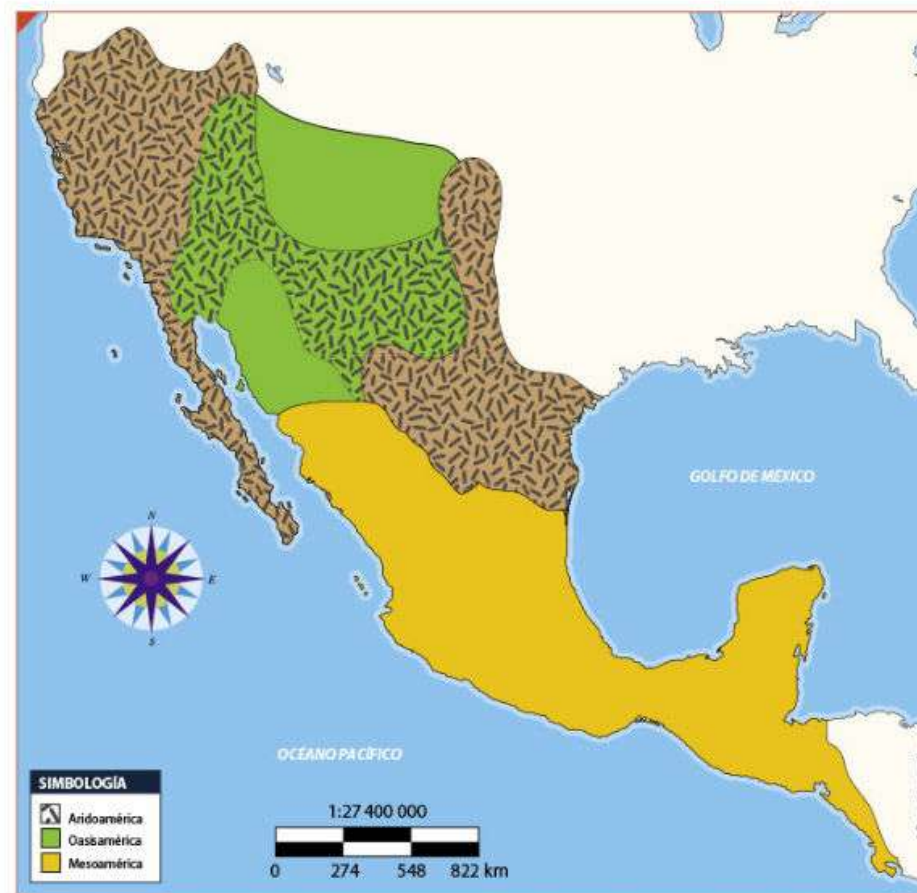 GOLFO DE MÉXICO
N
W
E
S
OCÉANO PACÍFICO
SIMBOLOGÍA
Aridoamérica
Oasisamérica
Mesoamérica
1:27 400 000
0 274 548 822 km